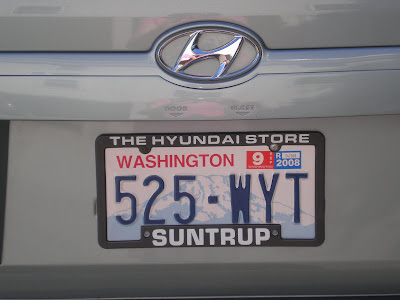 THE HYUNDAI STORE
WASHINGTON
9
R
2008
525-WYT
SUNTRUP